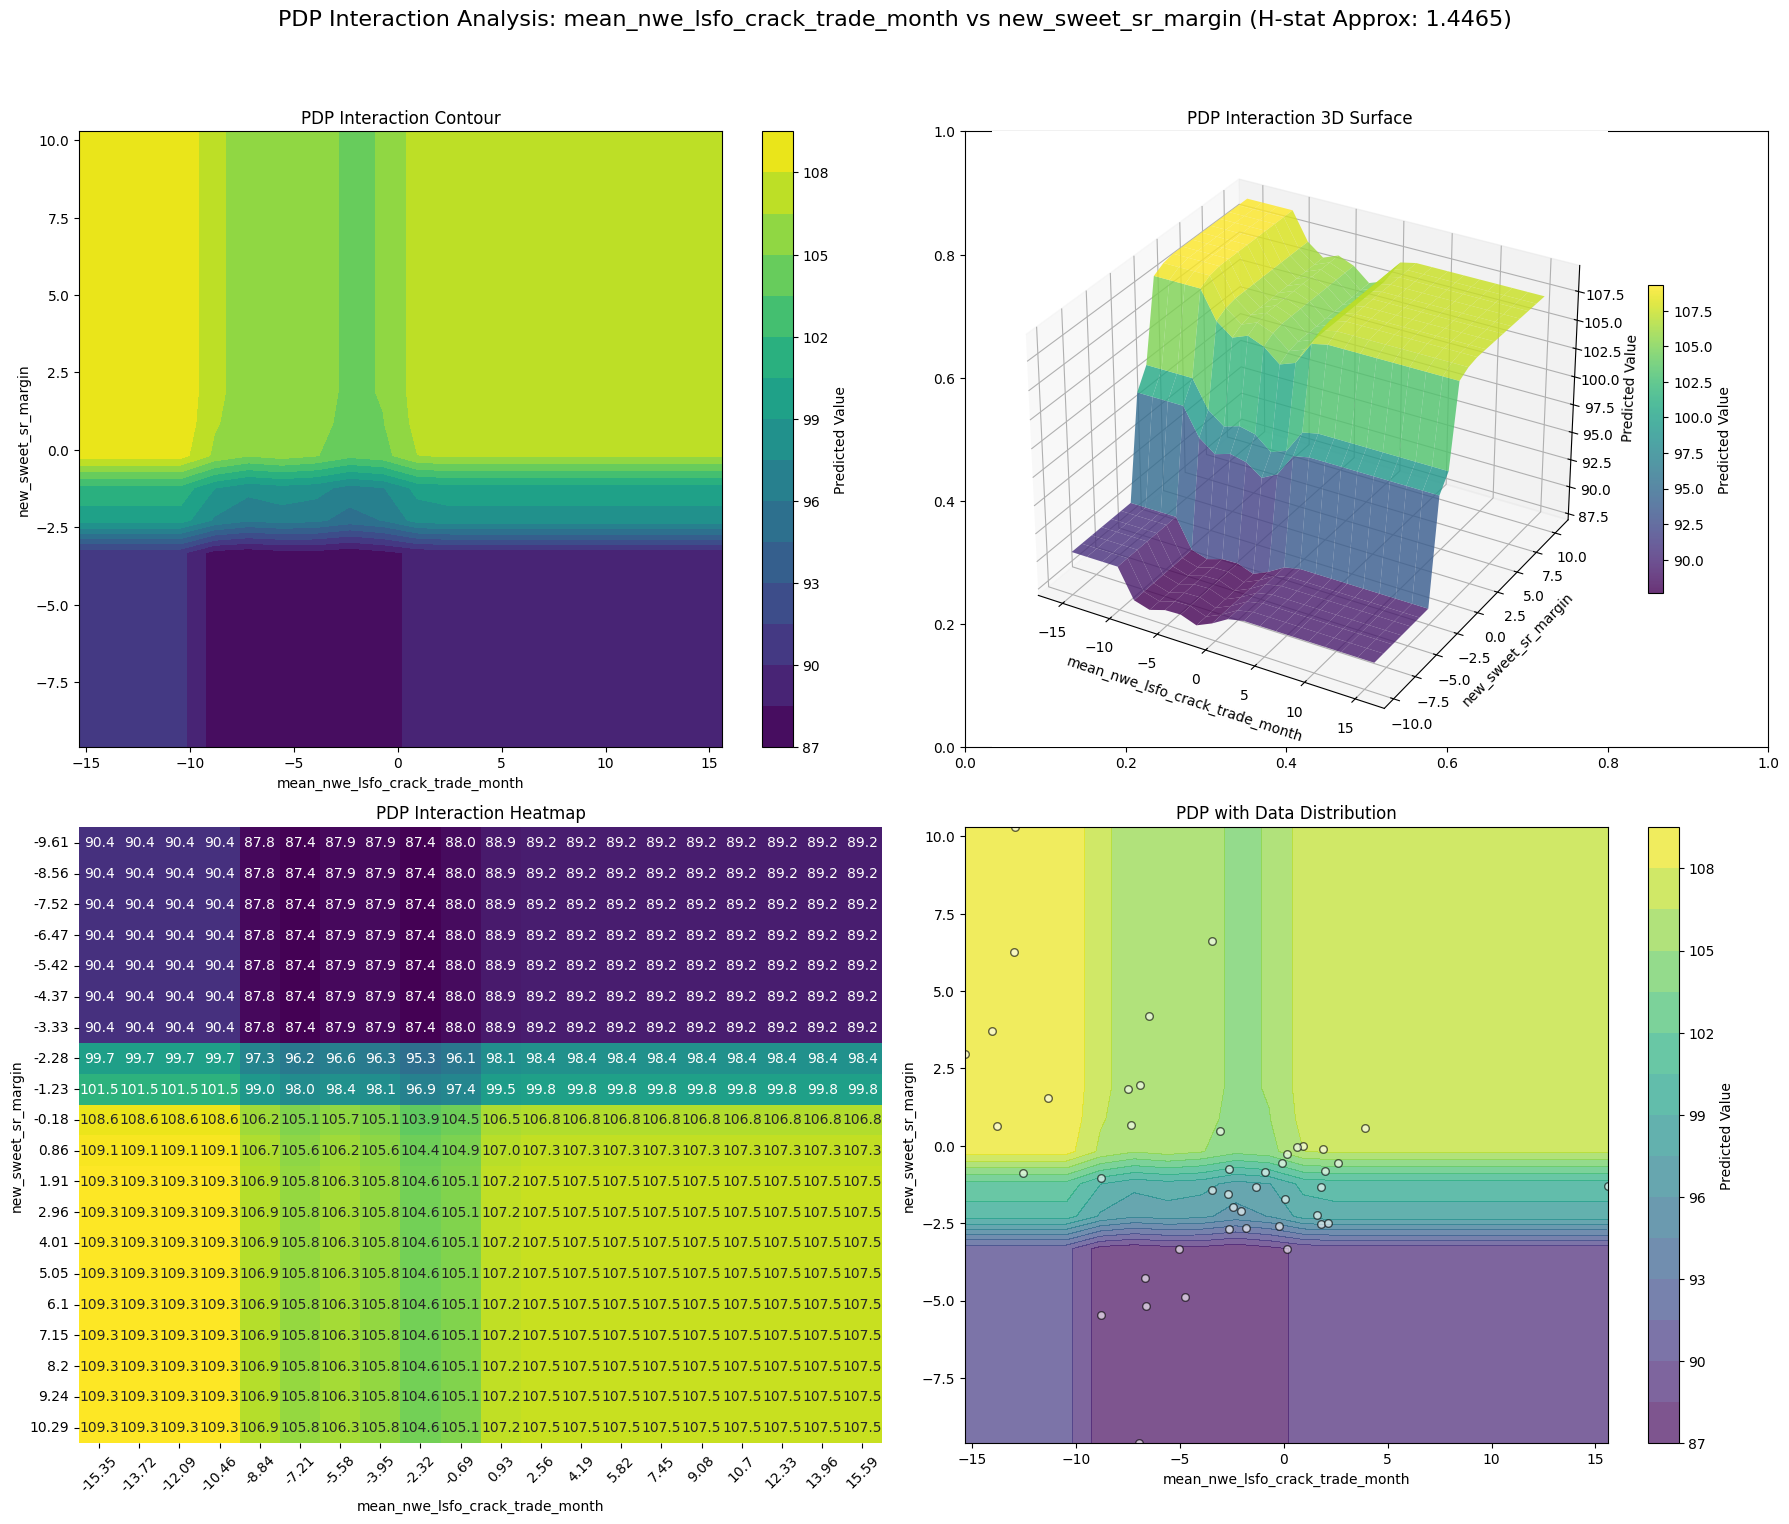 PDP Interaction Analysis: mean_nwe_lsfo_crack_trade_month vs new_sweet_sr_margin (H-stat Approx: 1.4465)
PDP Interaction Contour
10.0
7.5
5.0
2.5
0.0
−2.5
−5.0
−7.5
new_sweet_sr_margin
−15 −10 −5 0 5 10 15
mean_nwe_lsfo_crack_trade_month
108
105
102
99
96
93
90
87
Predicted Value
PDP Interaction 3D Surface
1.0
0.8
0.6
0.4
0.2
0.0
0.0 0.2 0.4 0.6 0.8 1.0
−15 −10 −5 0 5 10 15
mean_nwe_lsfo_crack_trade_month
10.0
7.5
5.0
2.5
0.0
−2.5
−5.0
−7.5
−10.0
new_sweet_sr_margin
107.5
105.0
102.5
100.0
97.5
95.0
92.5
90.0
87.5
Predicted Value
107.5
105.0
102.5
100.0
97.5
95.0
92.5
90.0
Predicted Value
PDP Interaction Heatmap
-9.61 90.4 90.4 90.4 90.4 87.8 87.4 87.9 87.9 87.4 88.0 88.9 89.2 89.2 89.2 89.2 89.2 89.2 89.2 89.2 89.2
-8.56 90.4 90.4 90.4 90.4 87.8 87.4 87.9 87.9 87.4 88.0 88.9 89.2 89.2 89.2 89.2 89.2 89.2 89.2 89.2 89.2
-7.52 90.4 90.4 90.4 90.4 87.8 87.4 87.9 87.9 87.4 88.0 88.9 89.2 89.2 89.2 89.2 89.2 89.2 89.2 89.2 89.2
-6.47 90.4 90.4 90.4 90.4 87.8 87.4 87.9 87.9 87.4 88.0 88.9 89.2 89.2 89.2 89.2 89.2 89.2 89.2 89.2 89.2
-5.42 90.4 90.4 90.4 90.4 87.8 87.4 87.9 87.9 87.4 88.0 88.9 89.2 89.2 89.2 89.2 89.2 89.2 89.2 89.2 89.2
-4.37 90.4 90.4 90.4 90.4 87.8 87.4 87.9 87.9 87.4 88.0 88.9 89.2 89.2 89.2 89.2 89.2 89.2 89.2 89.2 89.2
-3.33 90.4 90.4 90.4 90.4 87.8 87.4 87.9 87.9 87.4 88.0 88.9 89.2 89.2 89.2 89.2 89.2 89.2 89.2 89.2 89.2
-2.28 99.7 99.7 99.7 99.7 97.3 96.2 96.6 96.3 95.3 96.1 98.1 98.4 98.4 98.4 98.4 98.4 98.4 98.4 98.4 98.4
-1.23 101.5 101.5 101.5 101.5 99.0 98.0 98.4 98.1 96.9 97.4 99.5 99.8 99.8 99.8 99.8 99.8 99.8 99.8 99.8 99.8
-0.18 108.6 108.6 108.6 108.6 106.2 105.1 105.7 105.1 103.9 104.5 106.5 106.8 106.8 106.8 106.8 106.8 106.8 106.8 106.8 106.8
0.86 109.1 109.1 109.1 109.1 106.7 105.6 106.2 105.6 104.4 104.9 107.0 107.3 107.3 107.3 107.3 107.3 107.3 107.3 107.3 107.3
1.91 109.3 109.3 109.3 109.3 106.9 105.8 106.3 105.8 104.6 105.1 107.2 107.5 107.5 107.5 107.5 107.5 107.5 107.5 107.5 107.5
2.96 109.3 109.3 109.3 109.3 106.9 105.8 106.3 105.8 104.6 105.1 107.2 107.5 107.5 107.5 107.5 107.5 107.5 107.5 107.5 107.5
4.01 109.3 109.3 109.3 109.3 106.9 105.8 106.3 105.8 104.6 105.1 107.2 107.5 107.5 107.5 107.5 107.5 107.5 107.5 107.5 107.5
5.05 109.3 109.3 109.3 109.3 106.9 105.8 106.3 105.8 104.6 105.1 107.2 107.5 107.5 107.5 107.5 107.5 107.5 107.5 107.5 107.5
6.1 109.3 109.3 109.3 109.3 106.9 105.8 106.3 105.8 104.6 105.1 107.2 107.5 107.5 107.5 107.5 107.5 107.5 107.5 107.5 107.5
7.15 109.3 109.3 109.3 109.3 106.9 105.8 106.3 105.8 104.6 105.1 107.2 107.5 107.5 107.5 107.5 107.5 107.5 107.5 107.5 107.5
8.2 109.3 109.3 109.3 109.3 106.9 105.8 106.3 105.8 104.6 105.1 107.2 107.5 107.5 107.5 107.5 107.5 107.5 107.5 107.5 107.5
9.24 109.3 109.3 109.3 109.3 106.9 105.8 106.3 105.8 104.6 105.1 107.2 107.5 107.5 107.5 107.5 107.5 107.5 107.5 107.5 107.5
10.29 109.3 109.3 109.3 109.3 106.9 105.8 106.3 105.8 104.6 105.1 107.2 107.5 107.5 107.5 107.5 107.5 107.5 107.5 107.5 107.5
new_sweet_sr_margin
-15.35 -13.72 -12.09 -10.46 -8.84 -7.21 -5.58 -3.95 -2.32 -0.69 0.93 2.56 4.19 5.82 7.45 9.08 10.7 12.33 13.96 15.59
mean_nwe_lsfo_crack_trade_month
PDP with Data Distribution
10.0
7.5
5.0
2.5
0.0
−2.5
−5.0
−7.5
new_sweet_sr_margin
−15 −10 −5 0 5 10 15
mean_nwe_lsfo_crack_trade_month
108
105
102
99
96
93
90
87
Predicted Value